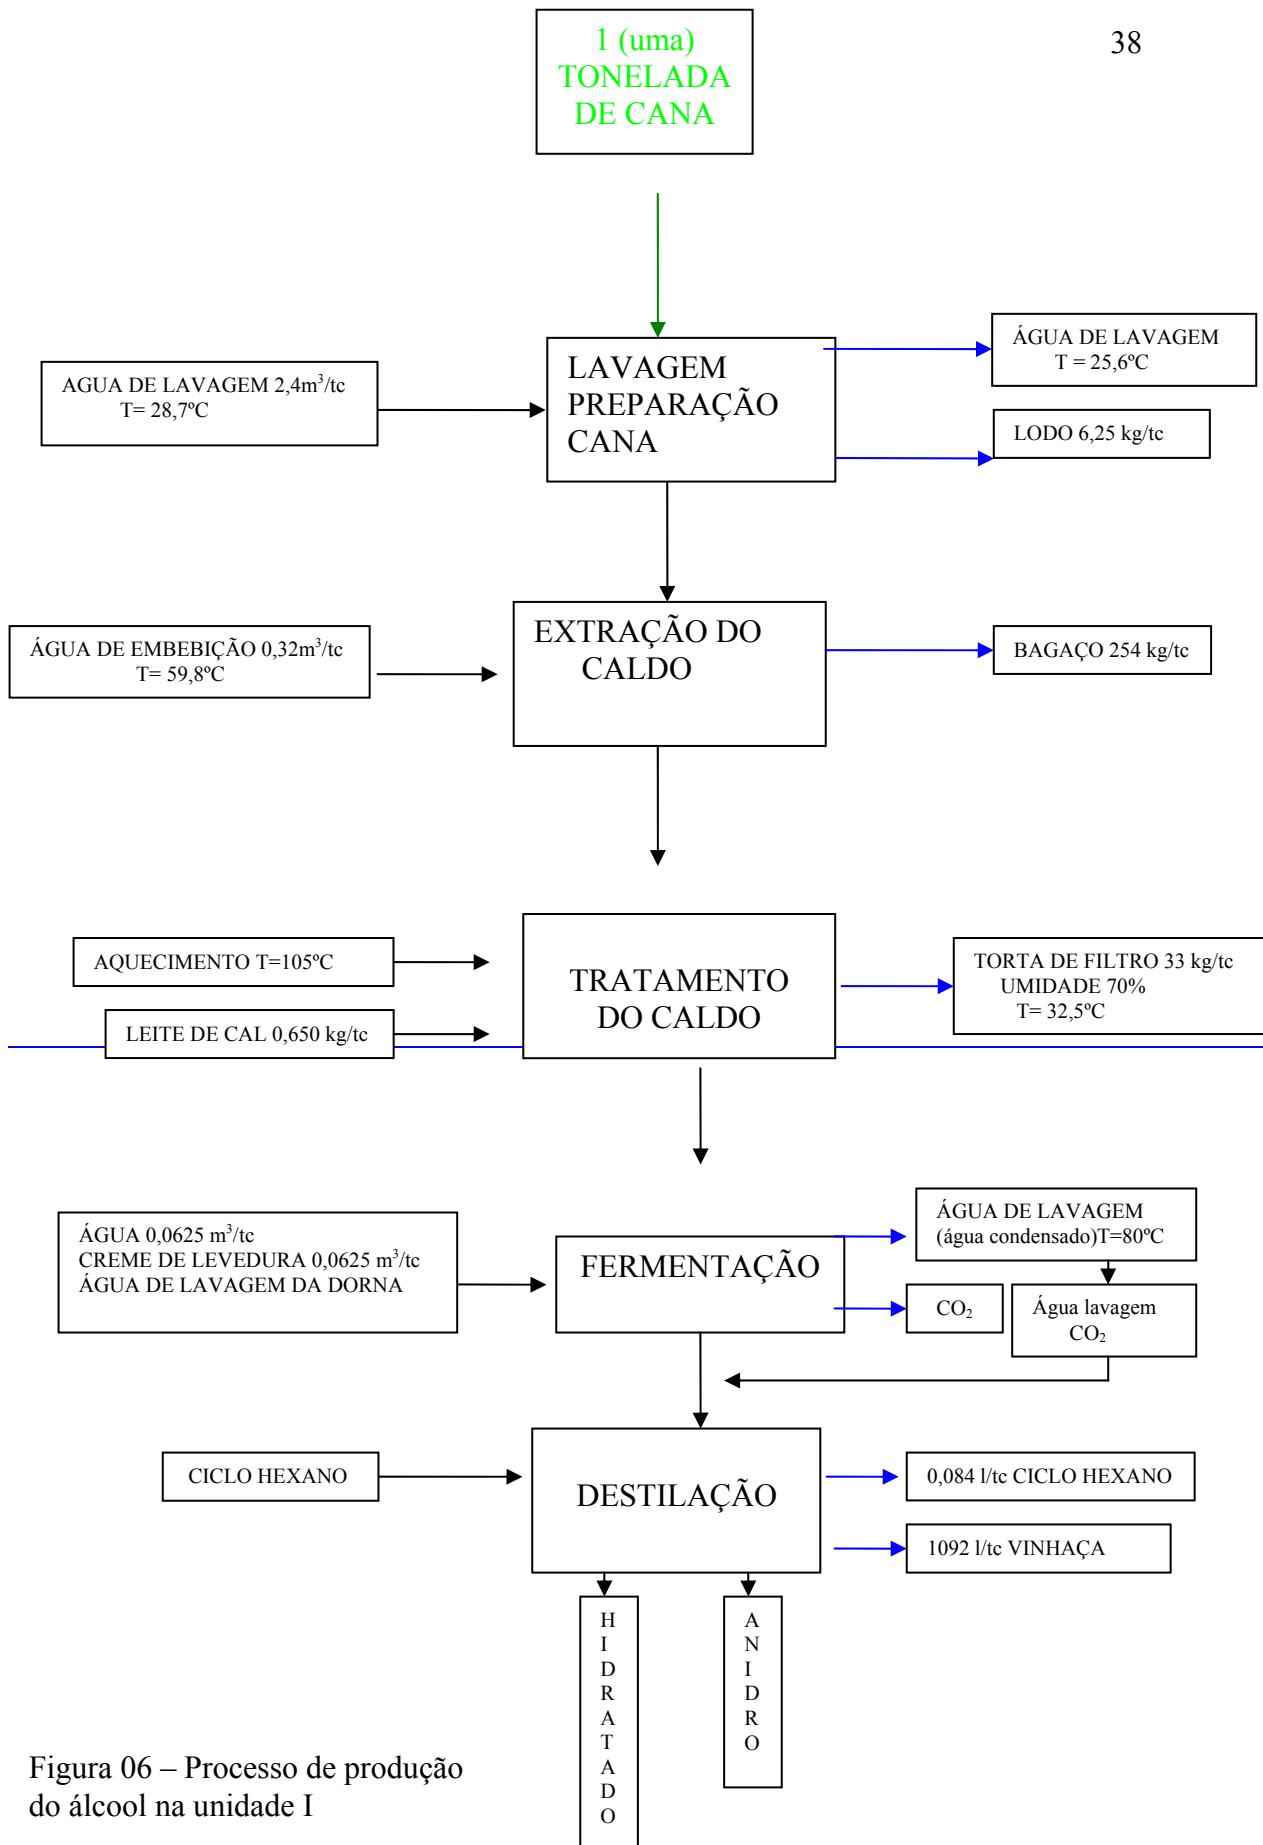 38
1 (uma)
TONELADA
DE CANA
AGUA DE LAVAGEM 2,4m³/tc
T= 28,7ºC
LAVAGEM
PREPARAÇÃO
CANA
ÁGUA DE LAVAGEM
T = 25,6ºC
LODO 6,25 kg/tc
ÁGUA DE EMBEBIÇÃO 0,32m³/tc
T= 59,8ºC
EXTRAÇÃO DO
CALDO
BAGAÇO 254 kg/tc
AQUECIMENTO T=105ºC
LEITE DE CAL 0,650 kg/tc
TRATAMENTO
DO CALDO
TORTA DE FILTRO 33 kg/tc
UMIDADE 70%
T= 32,5ºC
ÁGUA 0,0625 m³/tc
CREME DE LEVEDURA 0,0625 m³/tc
ÁGUA DE LAVAGEM DA DORNA
FERMENTAÇÃO
ÁGUA DE LAVAGEM
(água condensado)T=80ºC
CO₂
Água lavagem
CO₂
CICLO HEXANO
DESTILAÇÃO
0,084 l/tc CICLO HEXANO
1092 l/tc VINHAÇA
HIDRATADO
ANIDRO
Figura 06 – Processo de produção
do álcool na unidade I